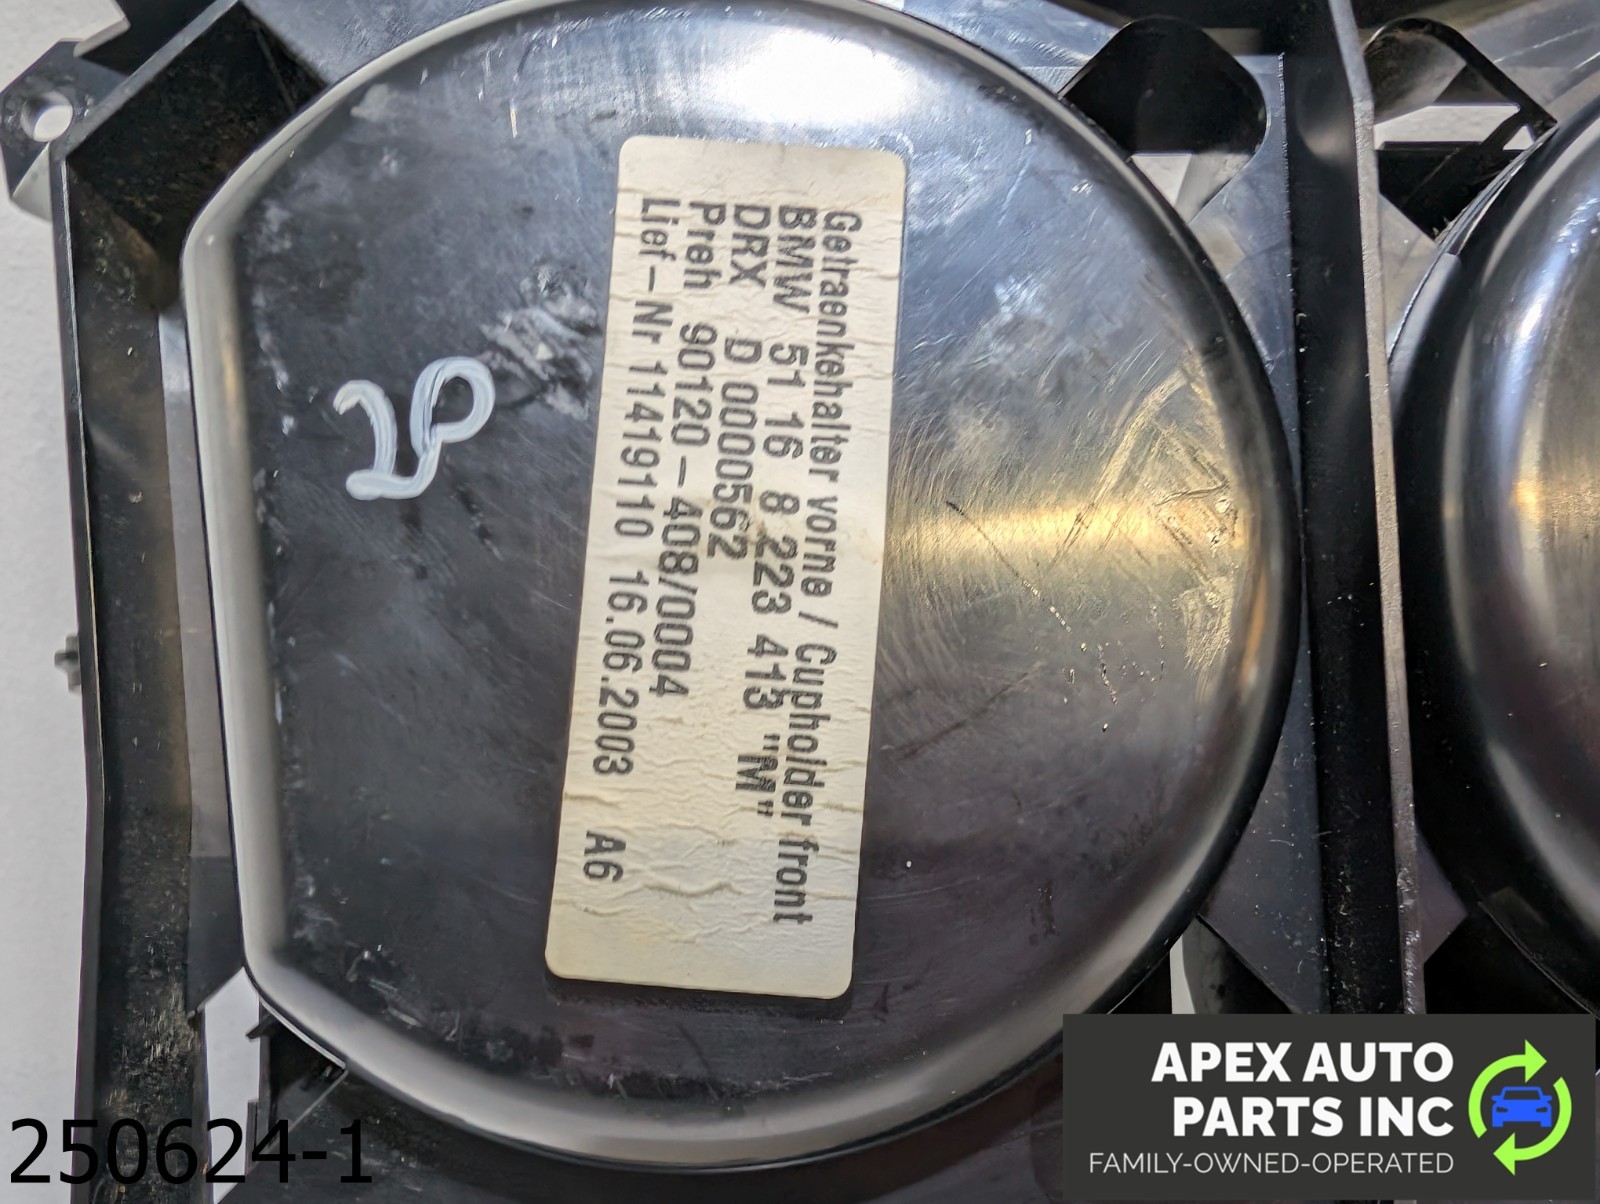 Getraenkehalter vorne / Cupholder front
BMW 51 16 8 223 413 "M"
DRX D 0000562
Preh 90120-408/0004
Lief-Nr 11419110 16.06.2003 A6
20
250624-1
APEX AUTO
PARTS INC
FAMILY-OWNED-OPERATED